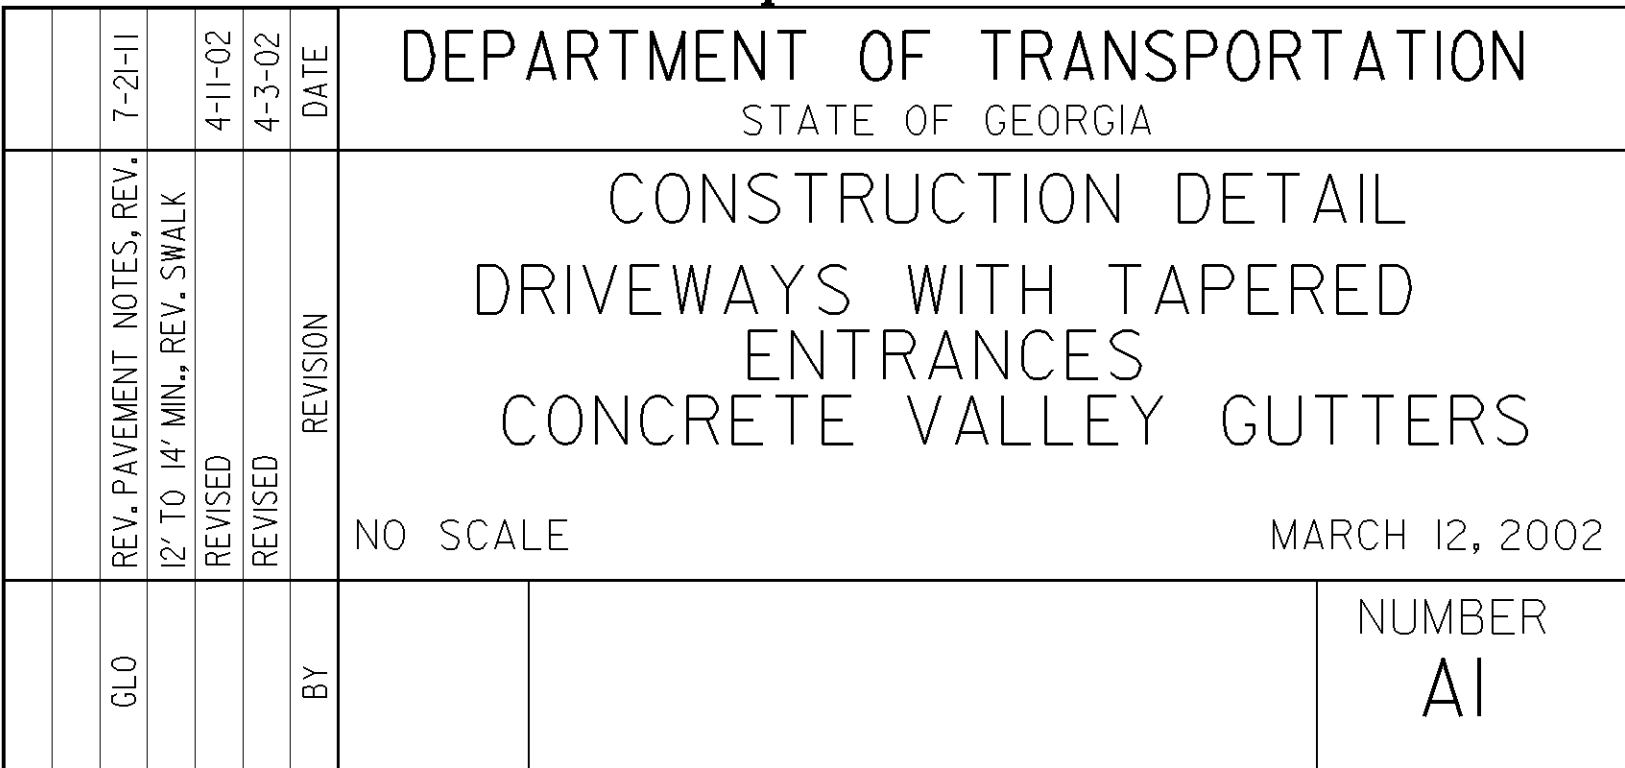 DEPARTMENT OF TRANSPORTATION
STATE OF GEORGIA
CONSTRUCTION DETAIL
DRIVEWAYS WITH TAPERED
ENTRANCES
CONCRETE VALLEY GUTTERS
NO SCALE
MARCH 12, 2002
NUMBER
A1
7-21-11
REV. PAVEMENT NOTES, REV.
GLO
12' TO 14' MIN., REV. SWALK
4-11-02
REVISED
4-3-02
REVISED
DATE
REVISION
BY